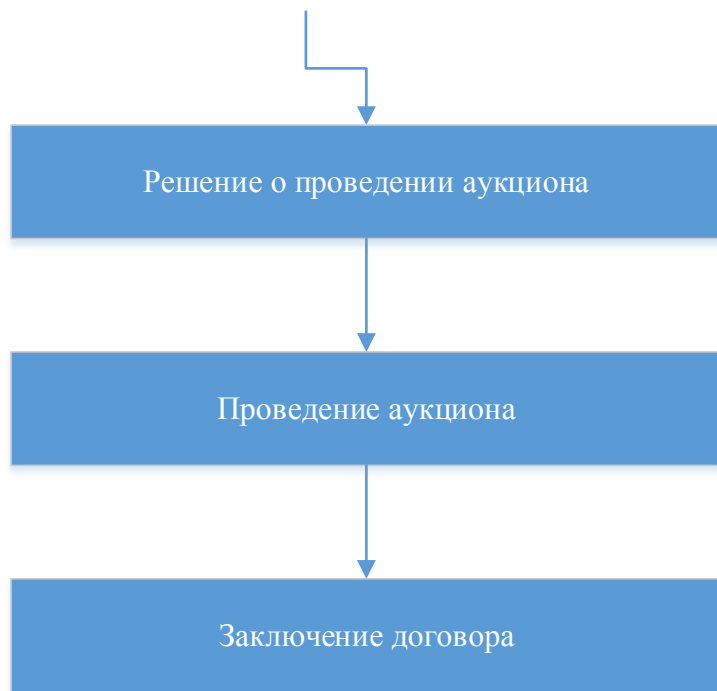 Решение о проведении аукциона
Проведение аукциона
Заключение договора